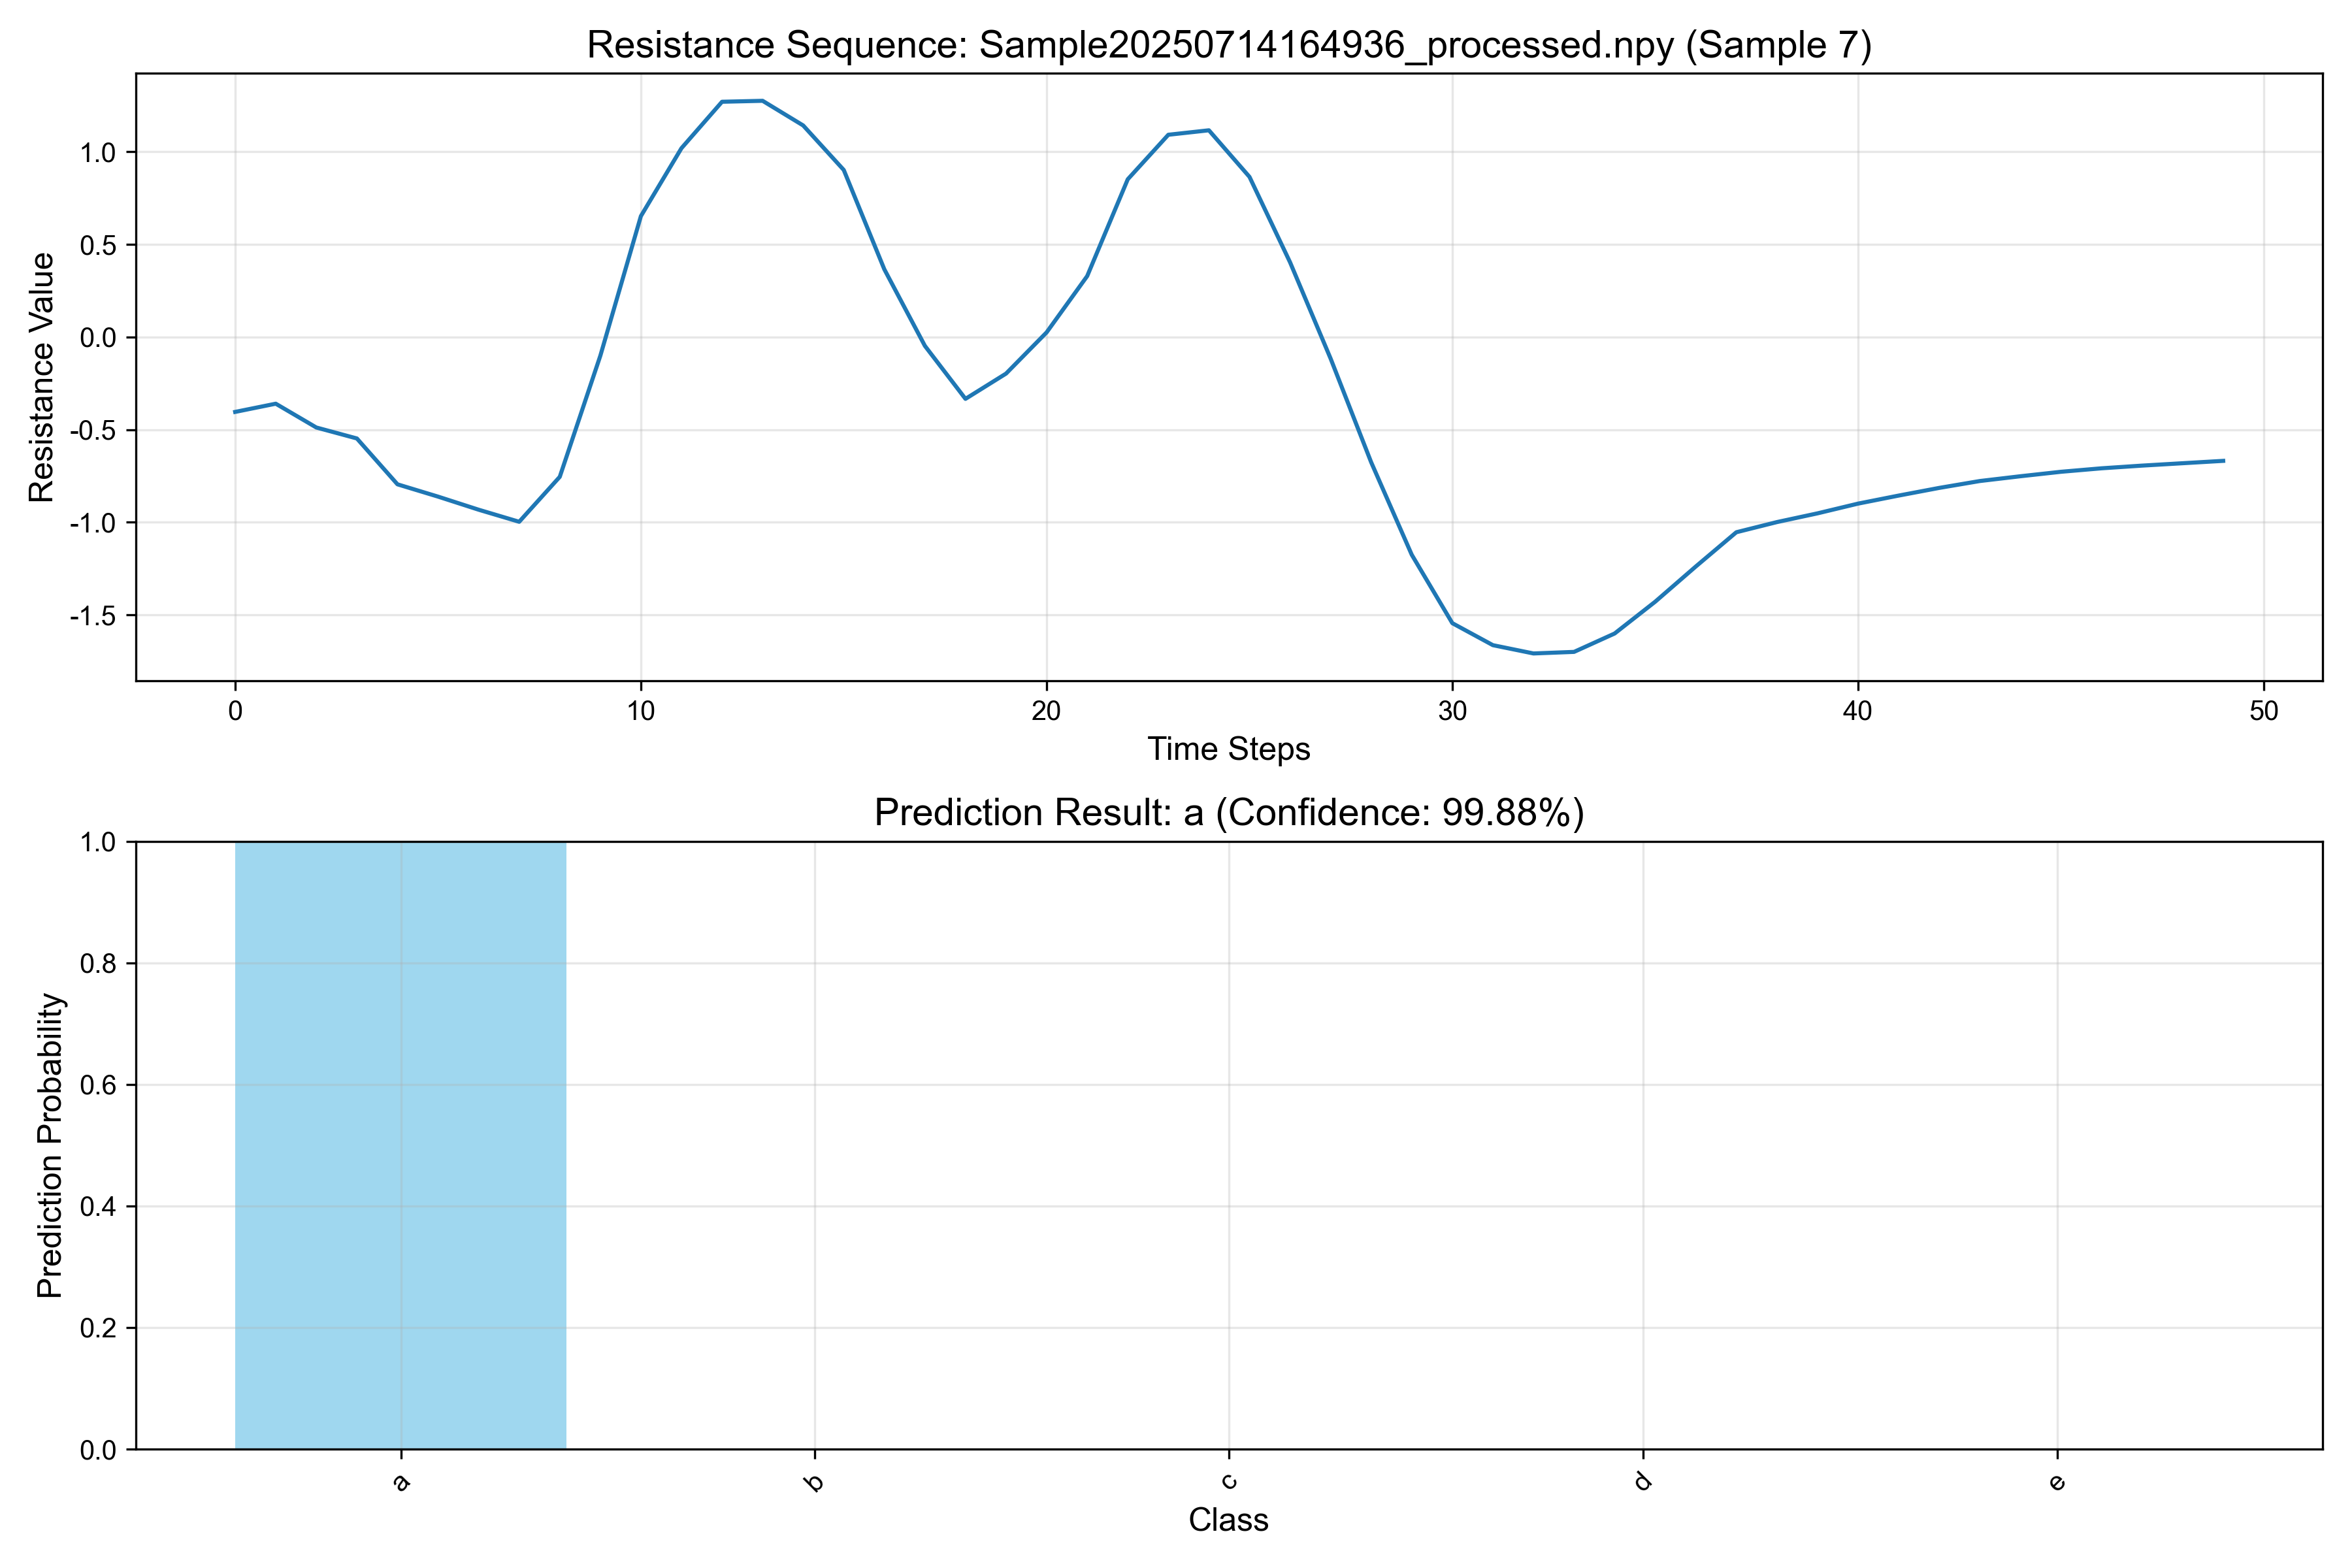 Resistance Sequence: Sample20250714164936_processed.npy (Sample 7)
Resistance Value
1.0
0.5
0.0
-0.5
-1.0
-1.5
0 10 20 30 40 50
Time Steps
Prediction Result: a (Confidence: 99.88%)
Prediction Probability
1.0
0.8
0.6
0.4
0.2
0.0
a b c d e
Class